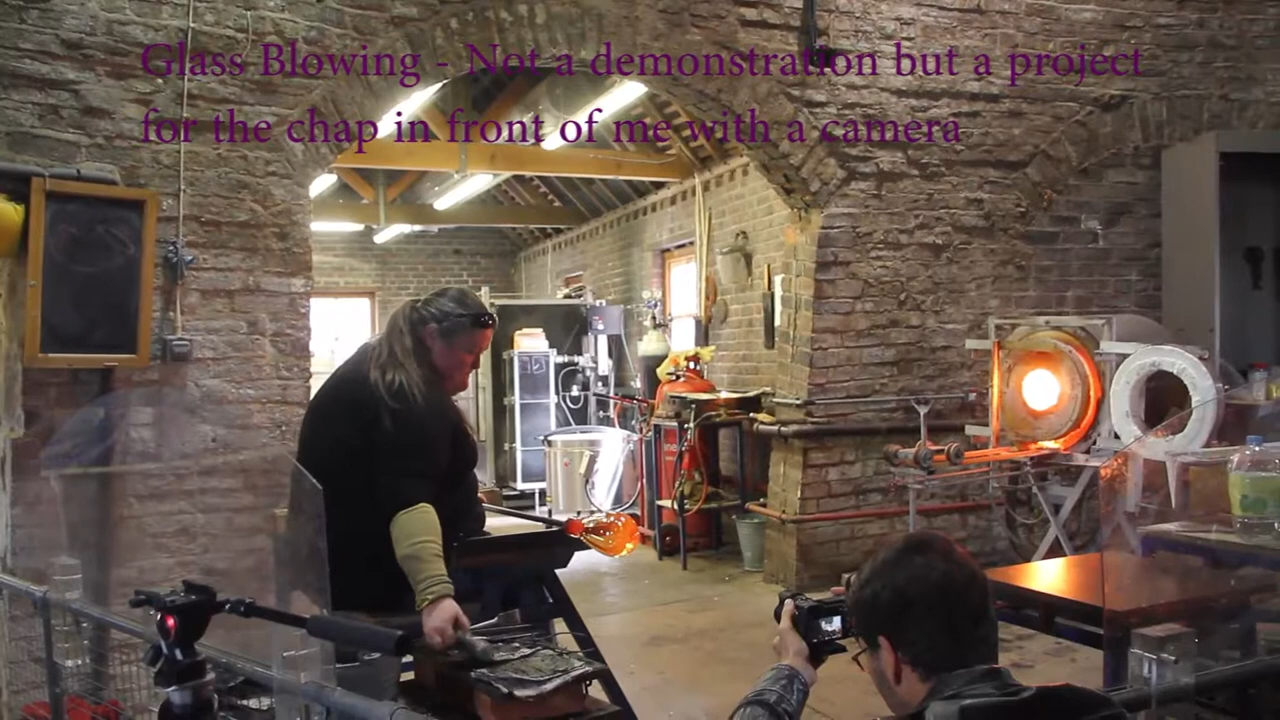 Glass Blowing - Not a demonstration but a project
for the chap in front of me with a camera